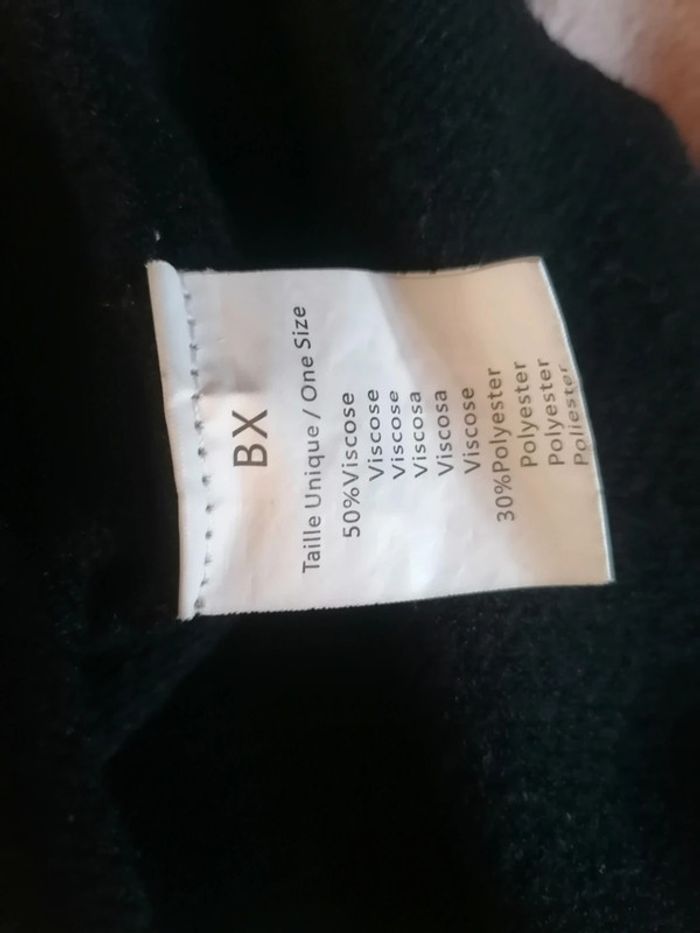 BX
Taille Unique / One Size
50%Viscose
Viscose
Viscose
Viscosa
Viscosa
Viscose
30%Polyester
Polyester
Polyester
Poliester